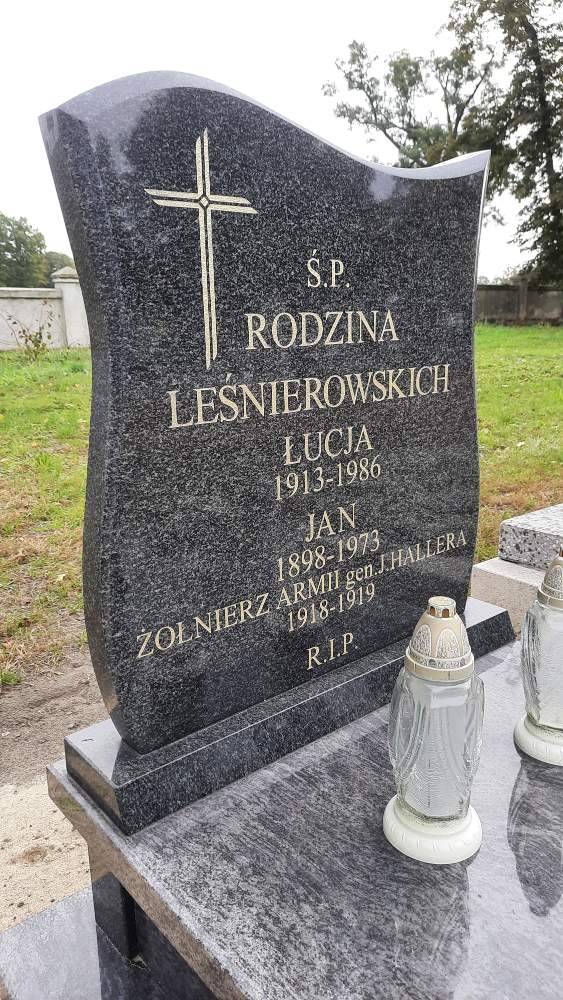 Ś.P.
RODZINA
LEŚNIEROWSKICH
ŁUCJA
1913-1986
JAN
1898-1973
ŻOŁNIERZ ARMII gen.J.HALLERA
1918-1919
R.I.P.